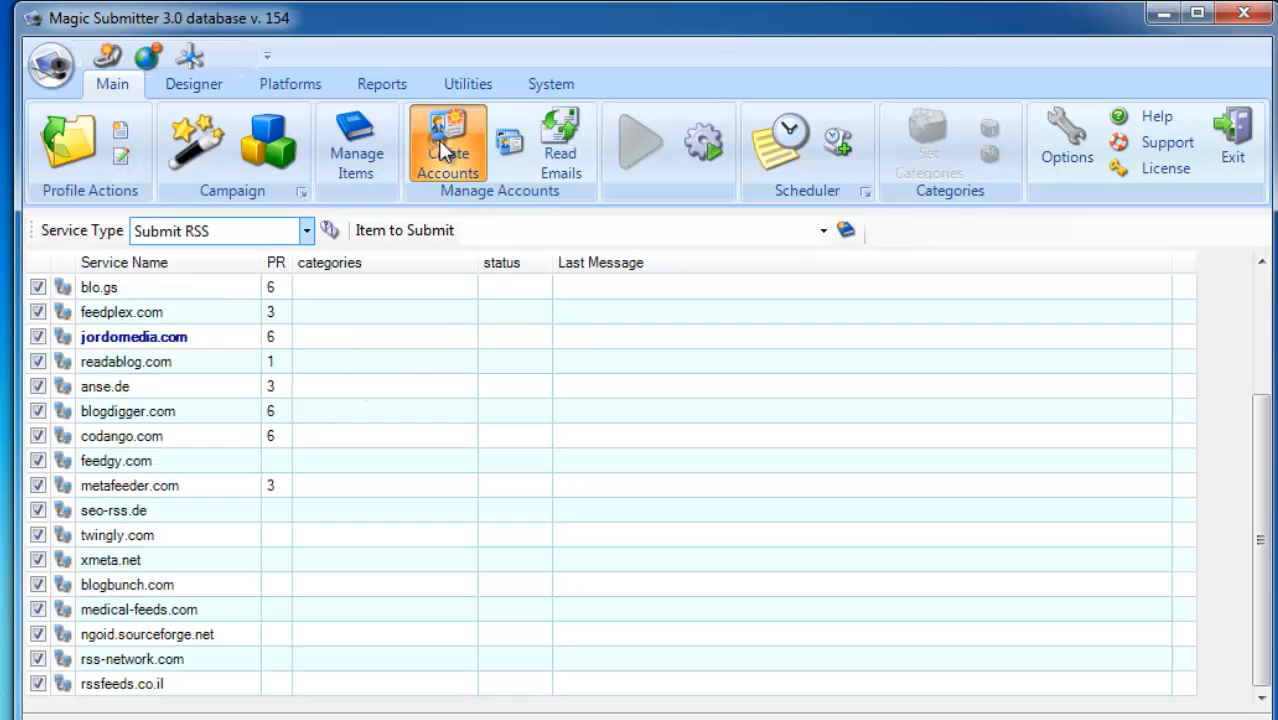 Magic Submitter 3.0 database v. 154
Main Designer Platforms Reports Utilities System
Manage Items
Create Accounts
Read Emails
Set Categories
Options
Help
Support
License
Exit
Profile Actions Campaign Manage Accounts Scheduler Categories
Service Type Submit RSS Item to Submit
Service Name PR categories status Last Message
blo.gs 6
feedplex.com 3
jordomedia.com 6
readablog.com 1
anse.de 3
blogdigger.com 6
codango.com 6
feedgy.com
metafeeder.com 3
seo-rss.de
twingly.com
xmeta.net
blogbunch.com
medical-feeds.com
ngoid.sourceforge.net
rss-network.com
rssfeeds.co.il